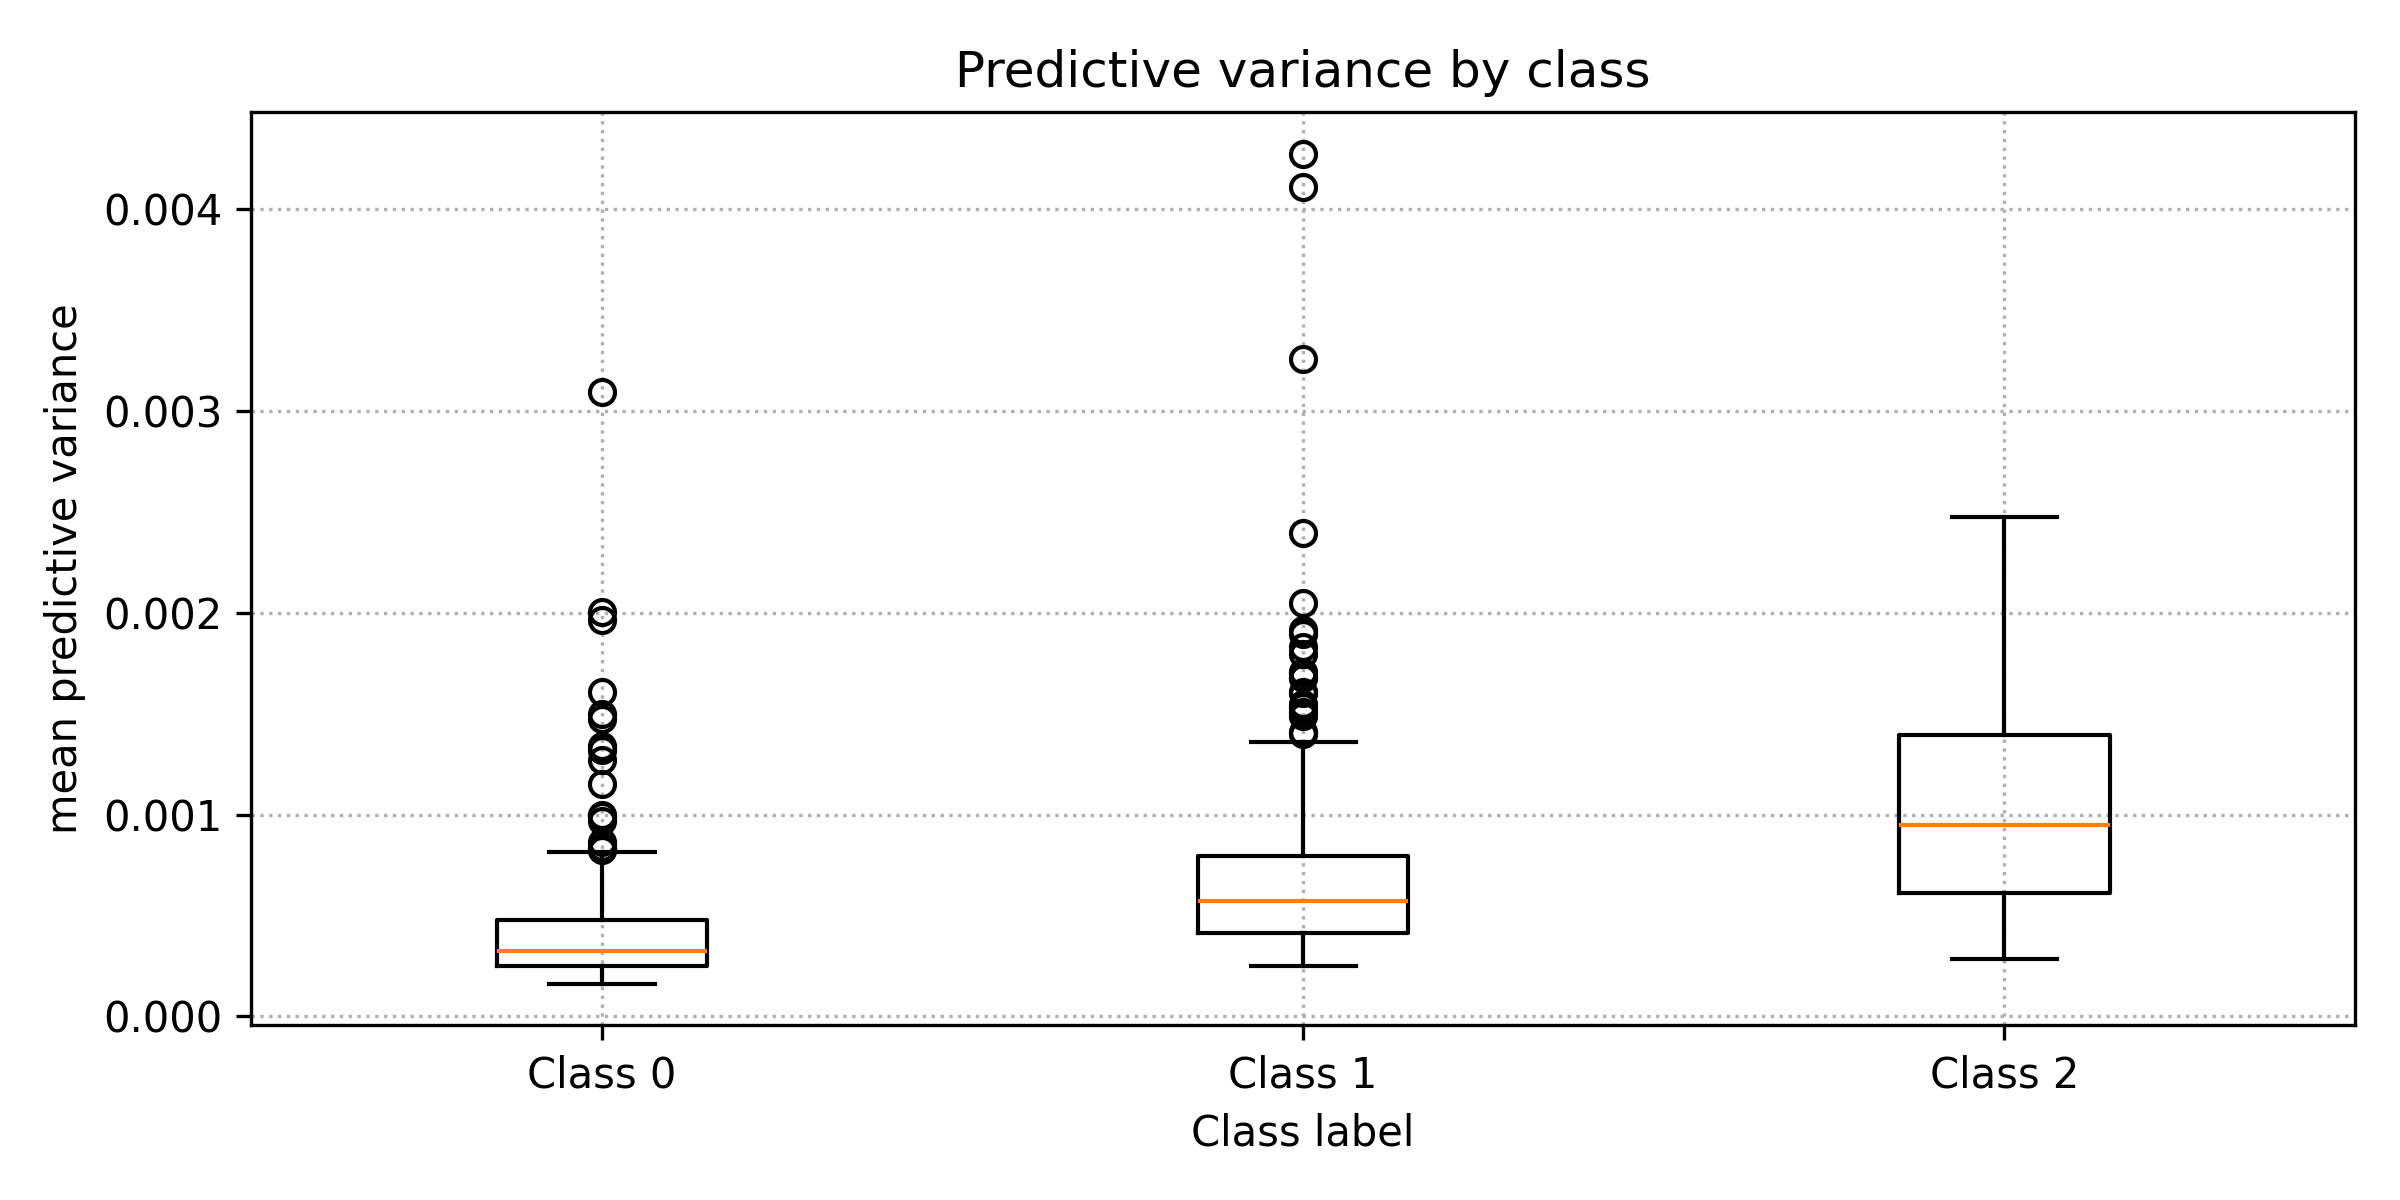 Predictive variance by class
mean predictive variance
0.004
0.003
0.002
0.001
0.000
Class 0 Class 1 Class 2
Class label